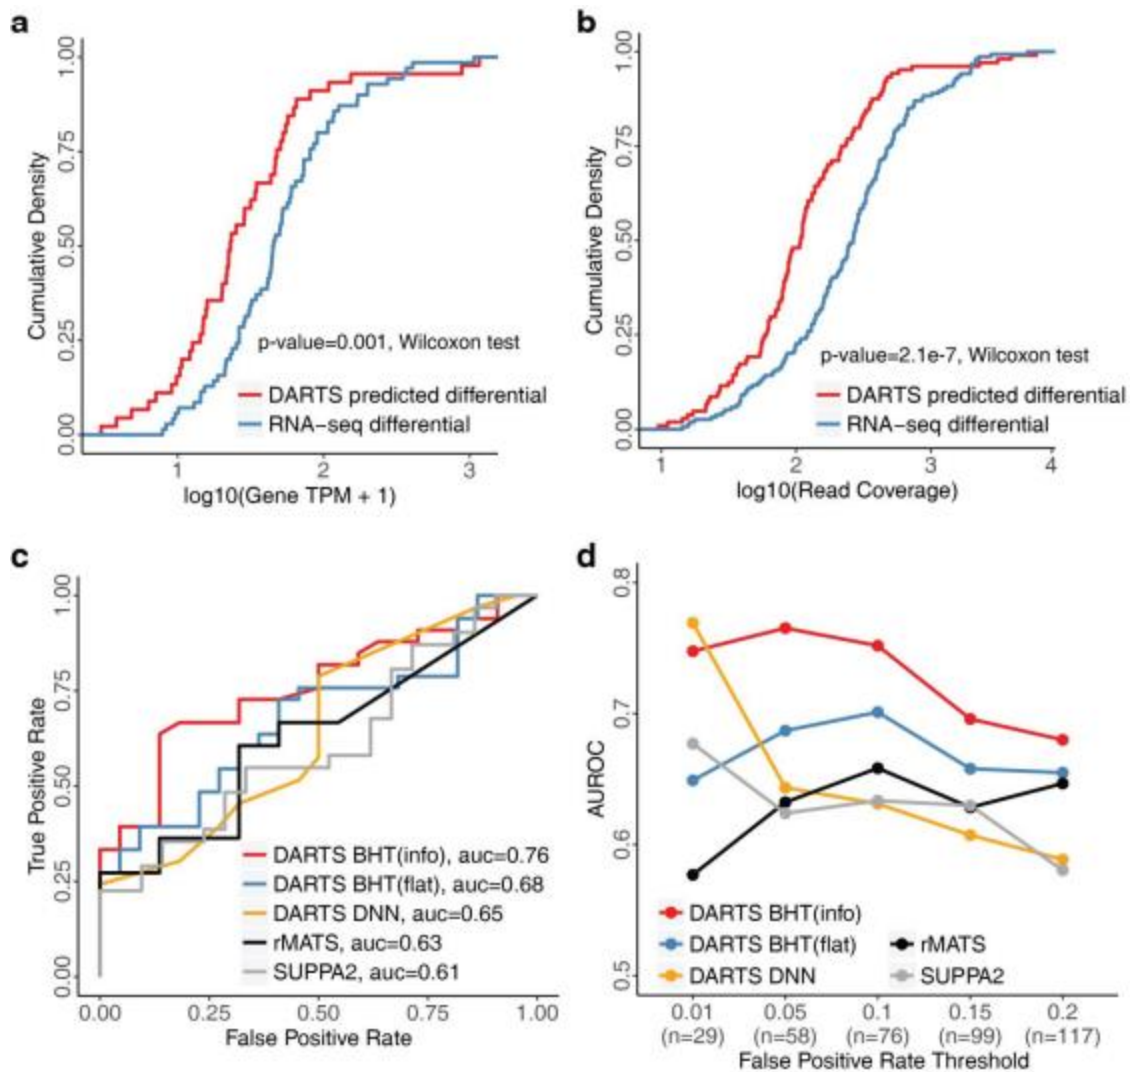 a
Cumulative Density
1.00
0.75
0.50
0.25
0.00
p-value=0.001, Wilcoxon test
DARTS predicted differential
RNA−seq differential
1 2 3
log10(Gene TPM + 1)
b
Cumulative Density
1.00
0.75
0.50
0.25
0.00
p-value=2.1e-7, Wilcoxon test
DARTS predicted differential
RNA−seq differential
1 2 3 4
log10(Read Coverage)
c
True Positive Rate
1.00
0.75
0.50
0.25
0.00
DARTS BHT(info), auc=0.76
DARTS BHT(flat), auc=0.68
DARTS DNN, auc=0.65
rMATS, auc=0.63
SUPPA2, auc=0.61
0.00 0.25 0.50 0.75 1.00
False Positive Rate
d
AUROC
0.8
0.7
0.6
0.5
DARTS BHT(info)
DARTS BHT(flat)
DARTS DNN
rMATS
SUPPA2
0.01 0.05 0.1 0.15 0.2
(n=29) (n=58) (n=76) (n=99) (n=117)
False Positive Rate Threshold